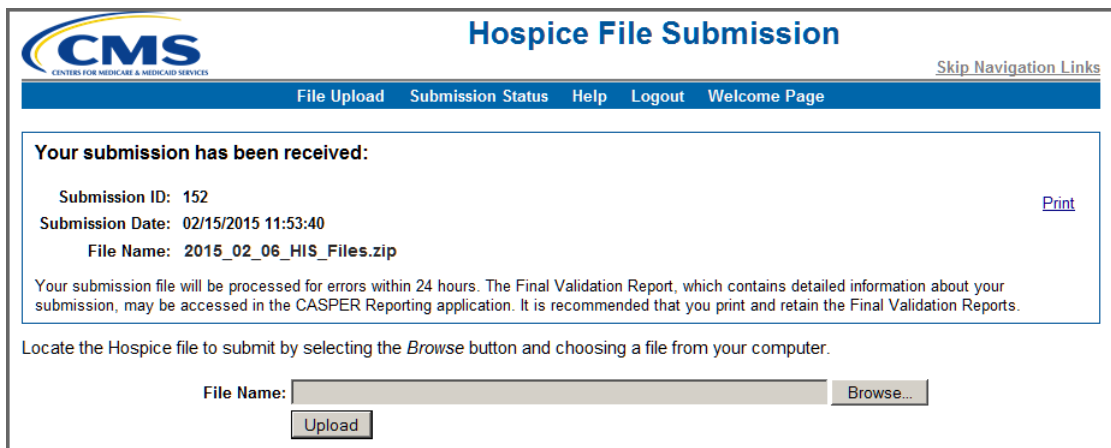 CMS
CENTERS FOR MEDICARE & MEDICAID SERVICES
Hospice File Submission
Skip Navigation Links
File Upload Submission Status Help Logout Welcome Page
Your submission has been received:
Submission ID: 152
Print
Submission Date: 02/15/2015 11:53:40
File Name: 2015_02_06_HIS_Files.zip
Your submission file will be processed for errors within 24 hours. The Final Validation Report, which contains detailed information about your
submission, may be accessed in the CASPER Reporting application. It is recommended that you print and retain the Final Validation Reports.
Locate the Hospice file to submit by selecting the Browse button and choosing a file from your computer.
File Name: Browse...
Upload